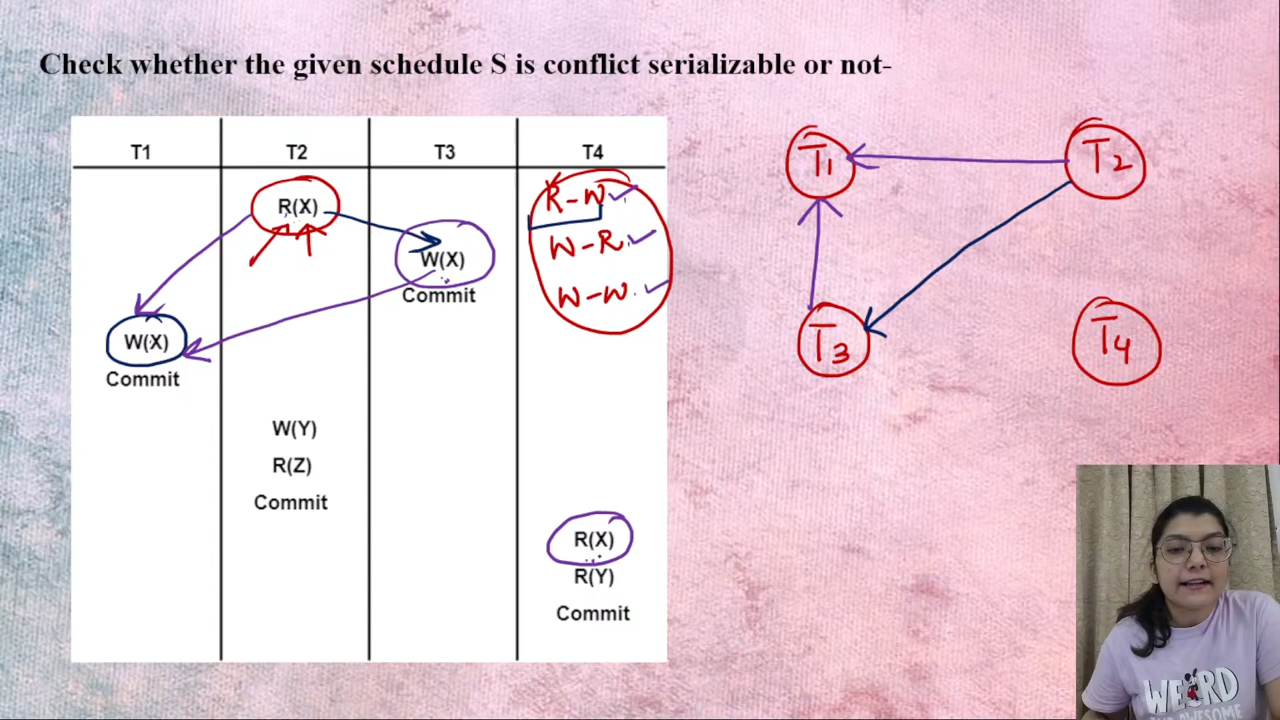 Check whether the given schedule S is conflict serializable or not-
T1 T2 T3 T4
R(X)
W(X)
Commit
W(X)
Commit
W(Y)
R(Z)
Commit
R(X)
R(Y)
Commit
R-W
W-R
W-W
T1
T2
T3
T4
WEIRD